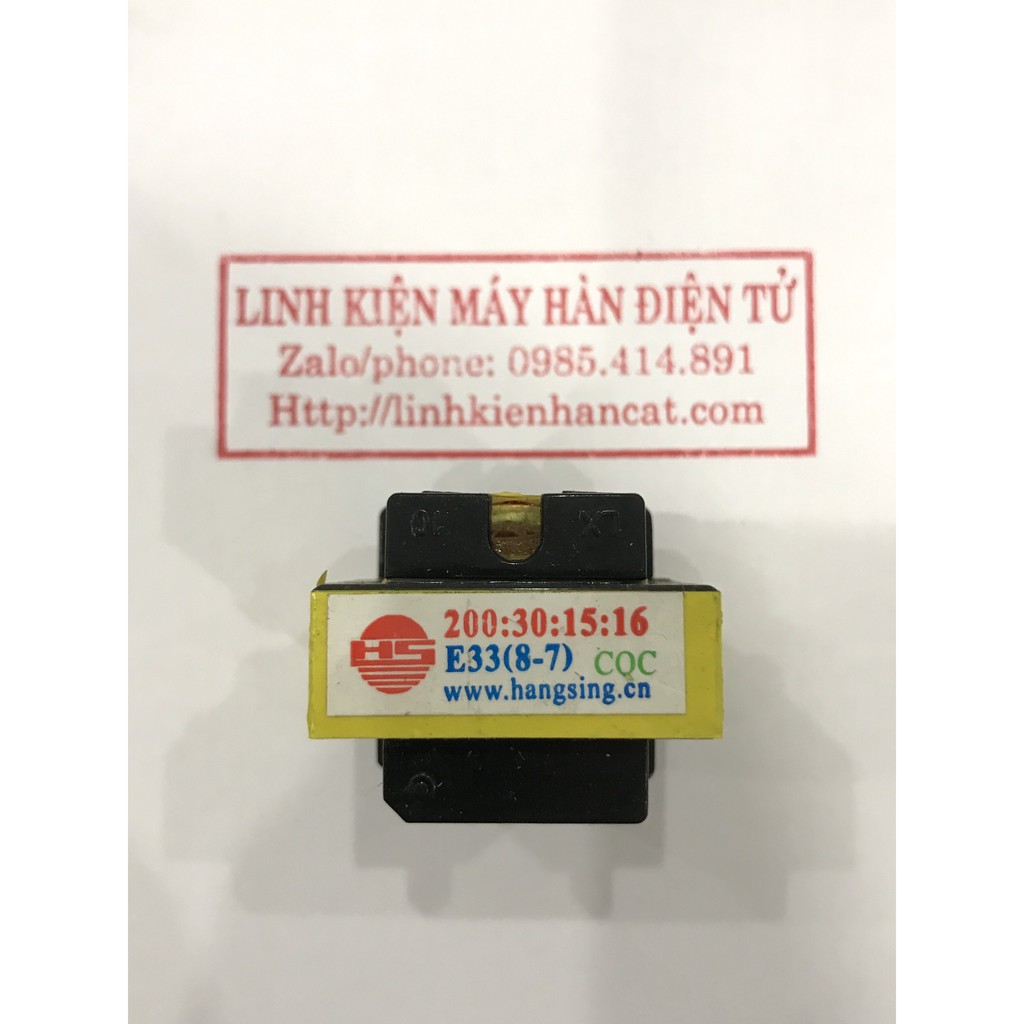 LINH KIỆN MÁY HÀN ĐIỆN TỬ
Zalo/phone: 0985.414.891
Http://linhkienhancat.com
HS
200:30:15:16
E33(8-7) CQC
www.hangsing.cn